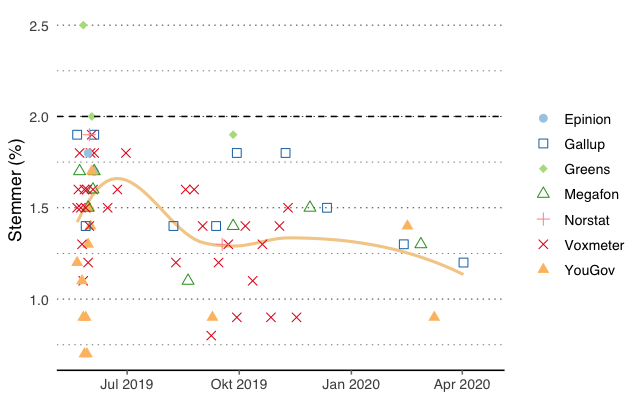 Stemmer (%)
2.5
2.0
1.5
1.0
Jul 2019
Okt 2019
Jan 2020
Apr 2020
Epinion
Gallup
Greens
Megafon
Norstat
Voxmeter
YouGov